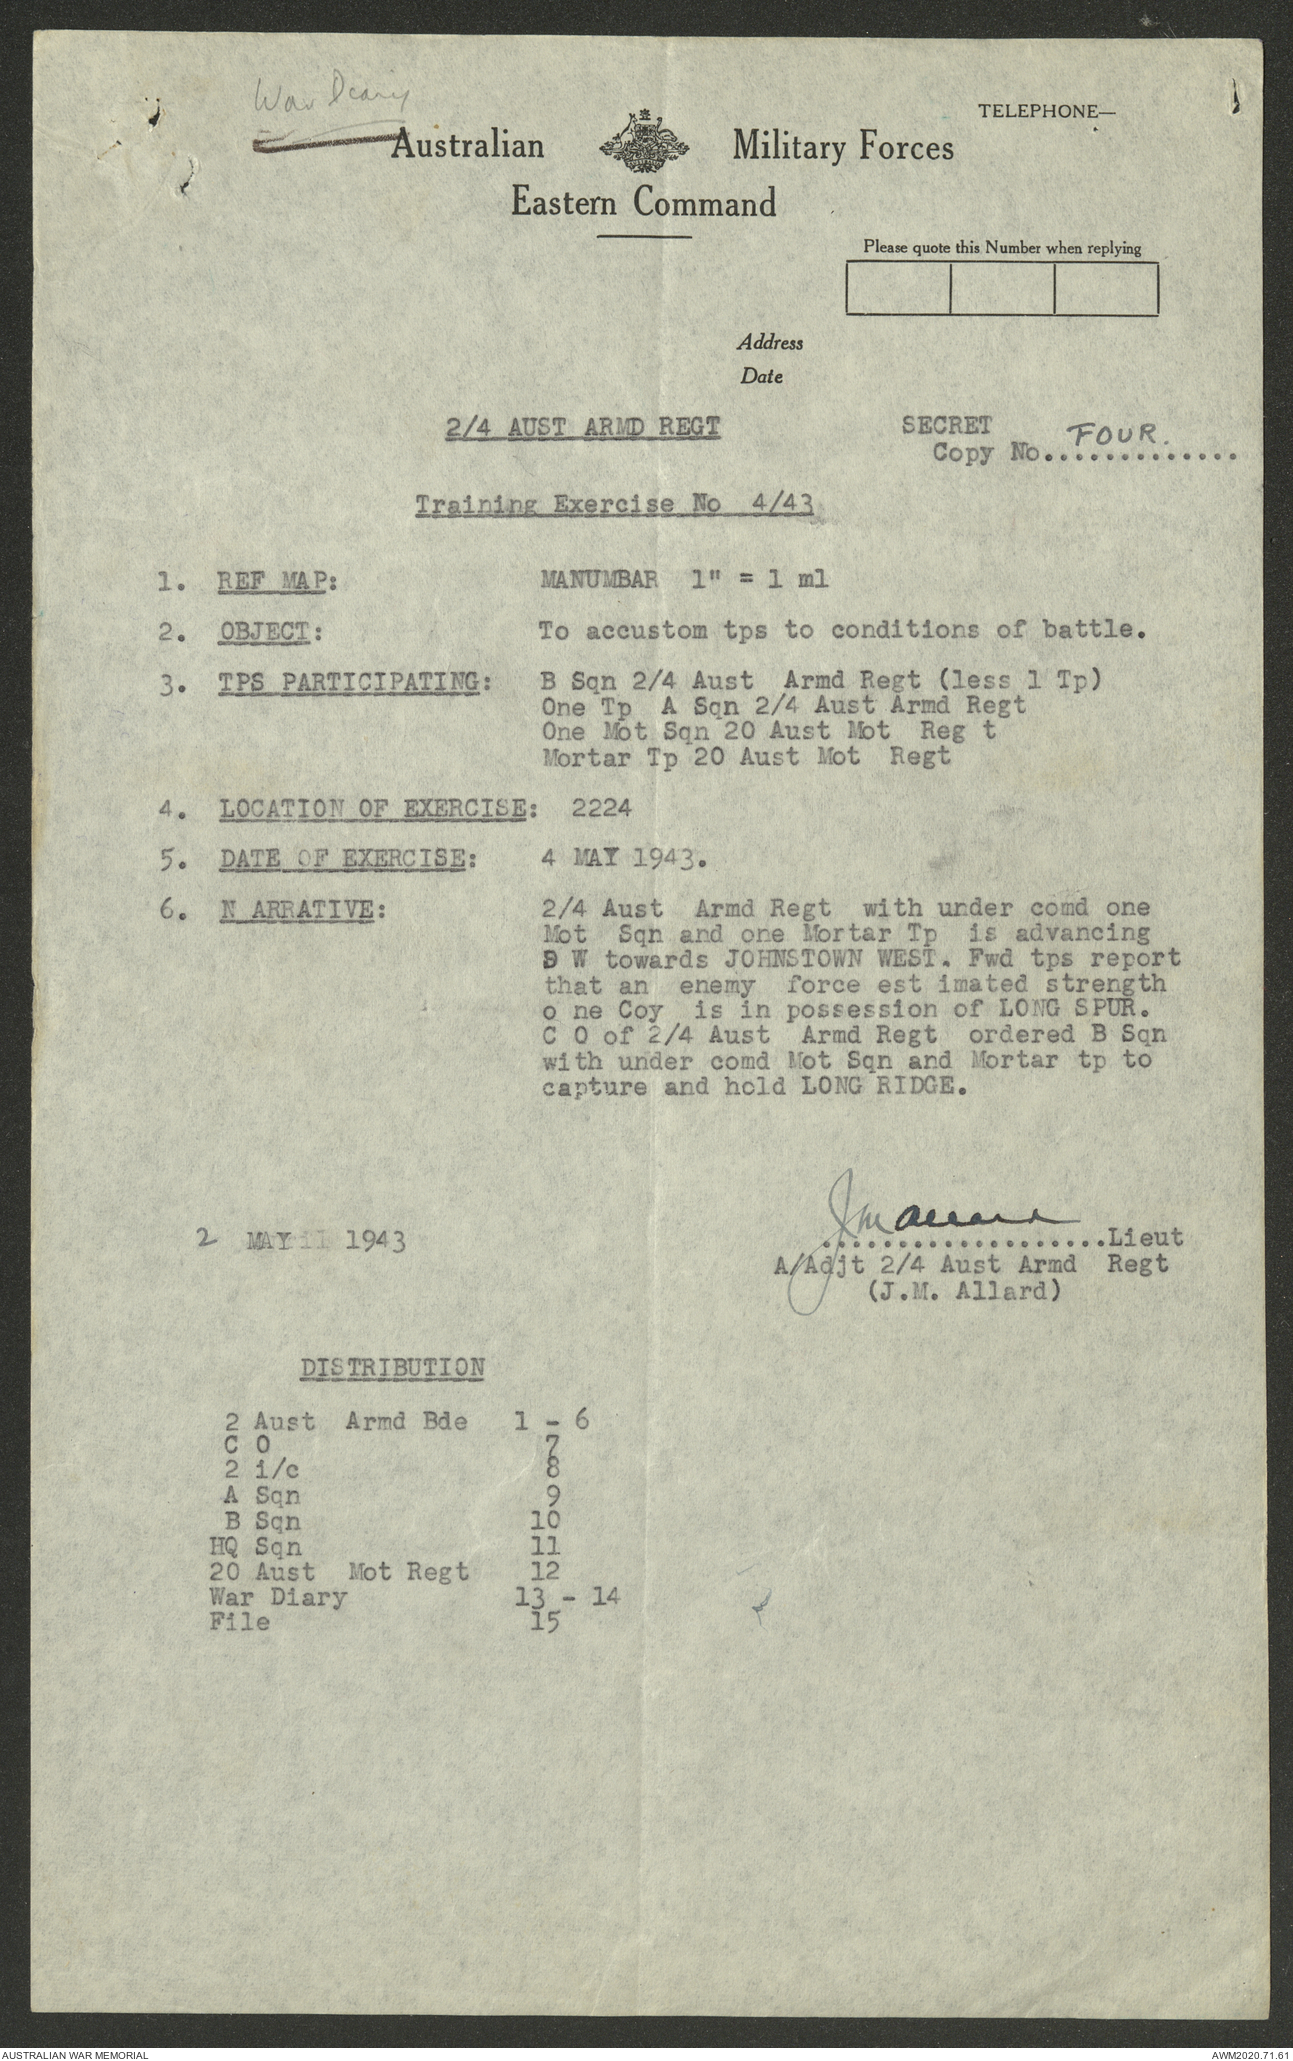 War Diary
TELEPHONE—
Australian Military Forces
Eastern Command
Please quote this Number when replying
Address
Date
2/4 AUST ARMD REGT
SECRET
Copy No. FOUR.
Training Exercise No 4/43
1. REF MAP: MANUMBAR 1" = 1 ml
2. OBJECT: To accustom tps to conditions of battle.
3. TPS PARTICIPATING: B Sqn 2/4 Aust Armd Regt (less 1 Tp)
One Tp A Sqn 2/4 Aust Armd Regt
One Mot Sqn 20 Aust Mot Reg t
Mortar Tp 20 Aust Mot Regt
4. LOCATION OF EXERCISE: 2224
5. DATE OF EXERCISE: 4 MAY 1943.
6. N ARRATIVE: 2/4 Aust Armd Regt with under comd one
Mot Sqn and one Mortar Tp is advancing
W towards JOHNSTOWN WEST. Fwd tps report
that an enemy force est imated strength
o ne Coy is in possession of LONG SPUR.
C O of 2/4 Aust Armd Regt ordered B Sqn
with under comd Mot Sqn and Mortar tp to
capture and hold LONG RIDGE.
JMAllard
2 MAY 1943
....................Lieut
A/Adjt 2/4 Aust Armd Regt
(J.M. Allard)
DISTRIBUTION
2 Aust Armd Bde 1 - 6
C O 7
2 i/c 8
A Sqn 9
B Sqn 10
HQ Sqn 11
20 Aust Mot Regt 12
War Diary 13 - 14
File 15
AUSTRALIAN WAR MEMORIAL
AWM2020.71.61